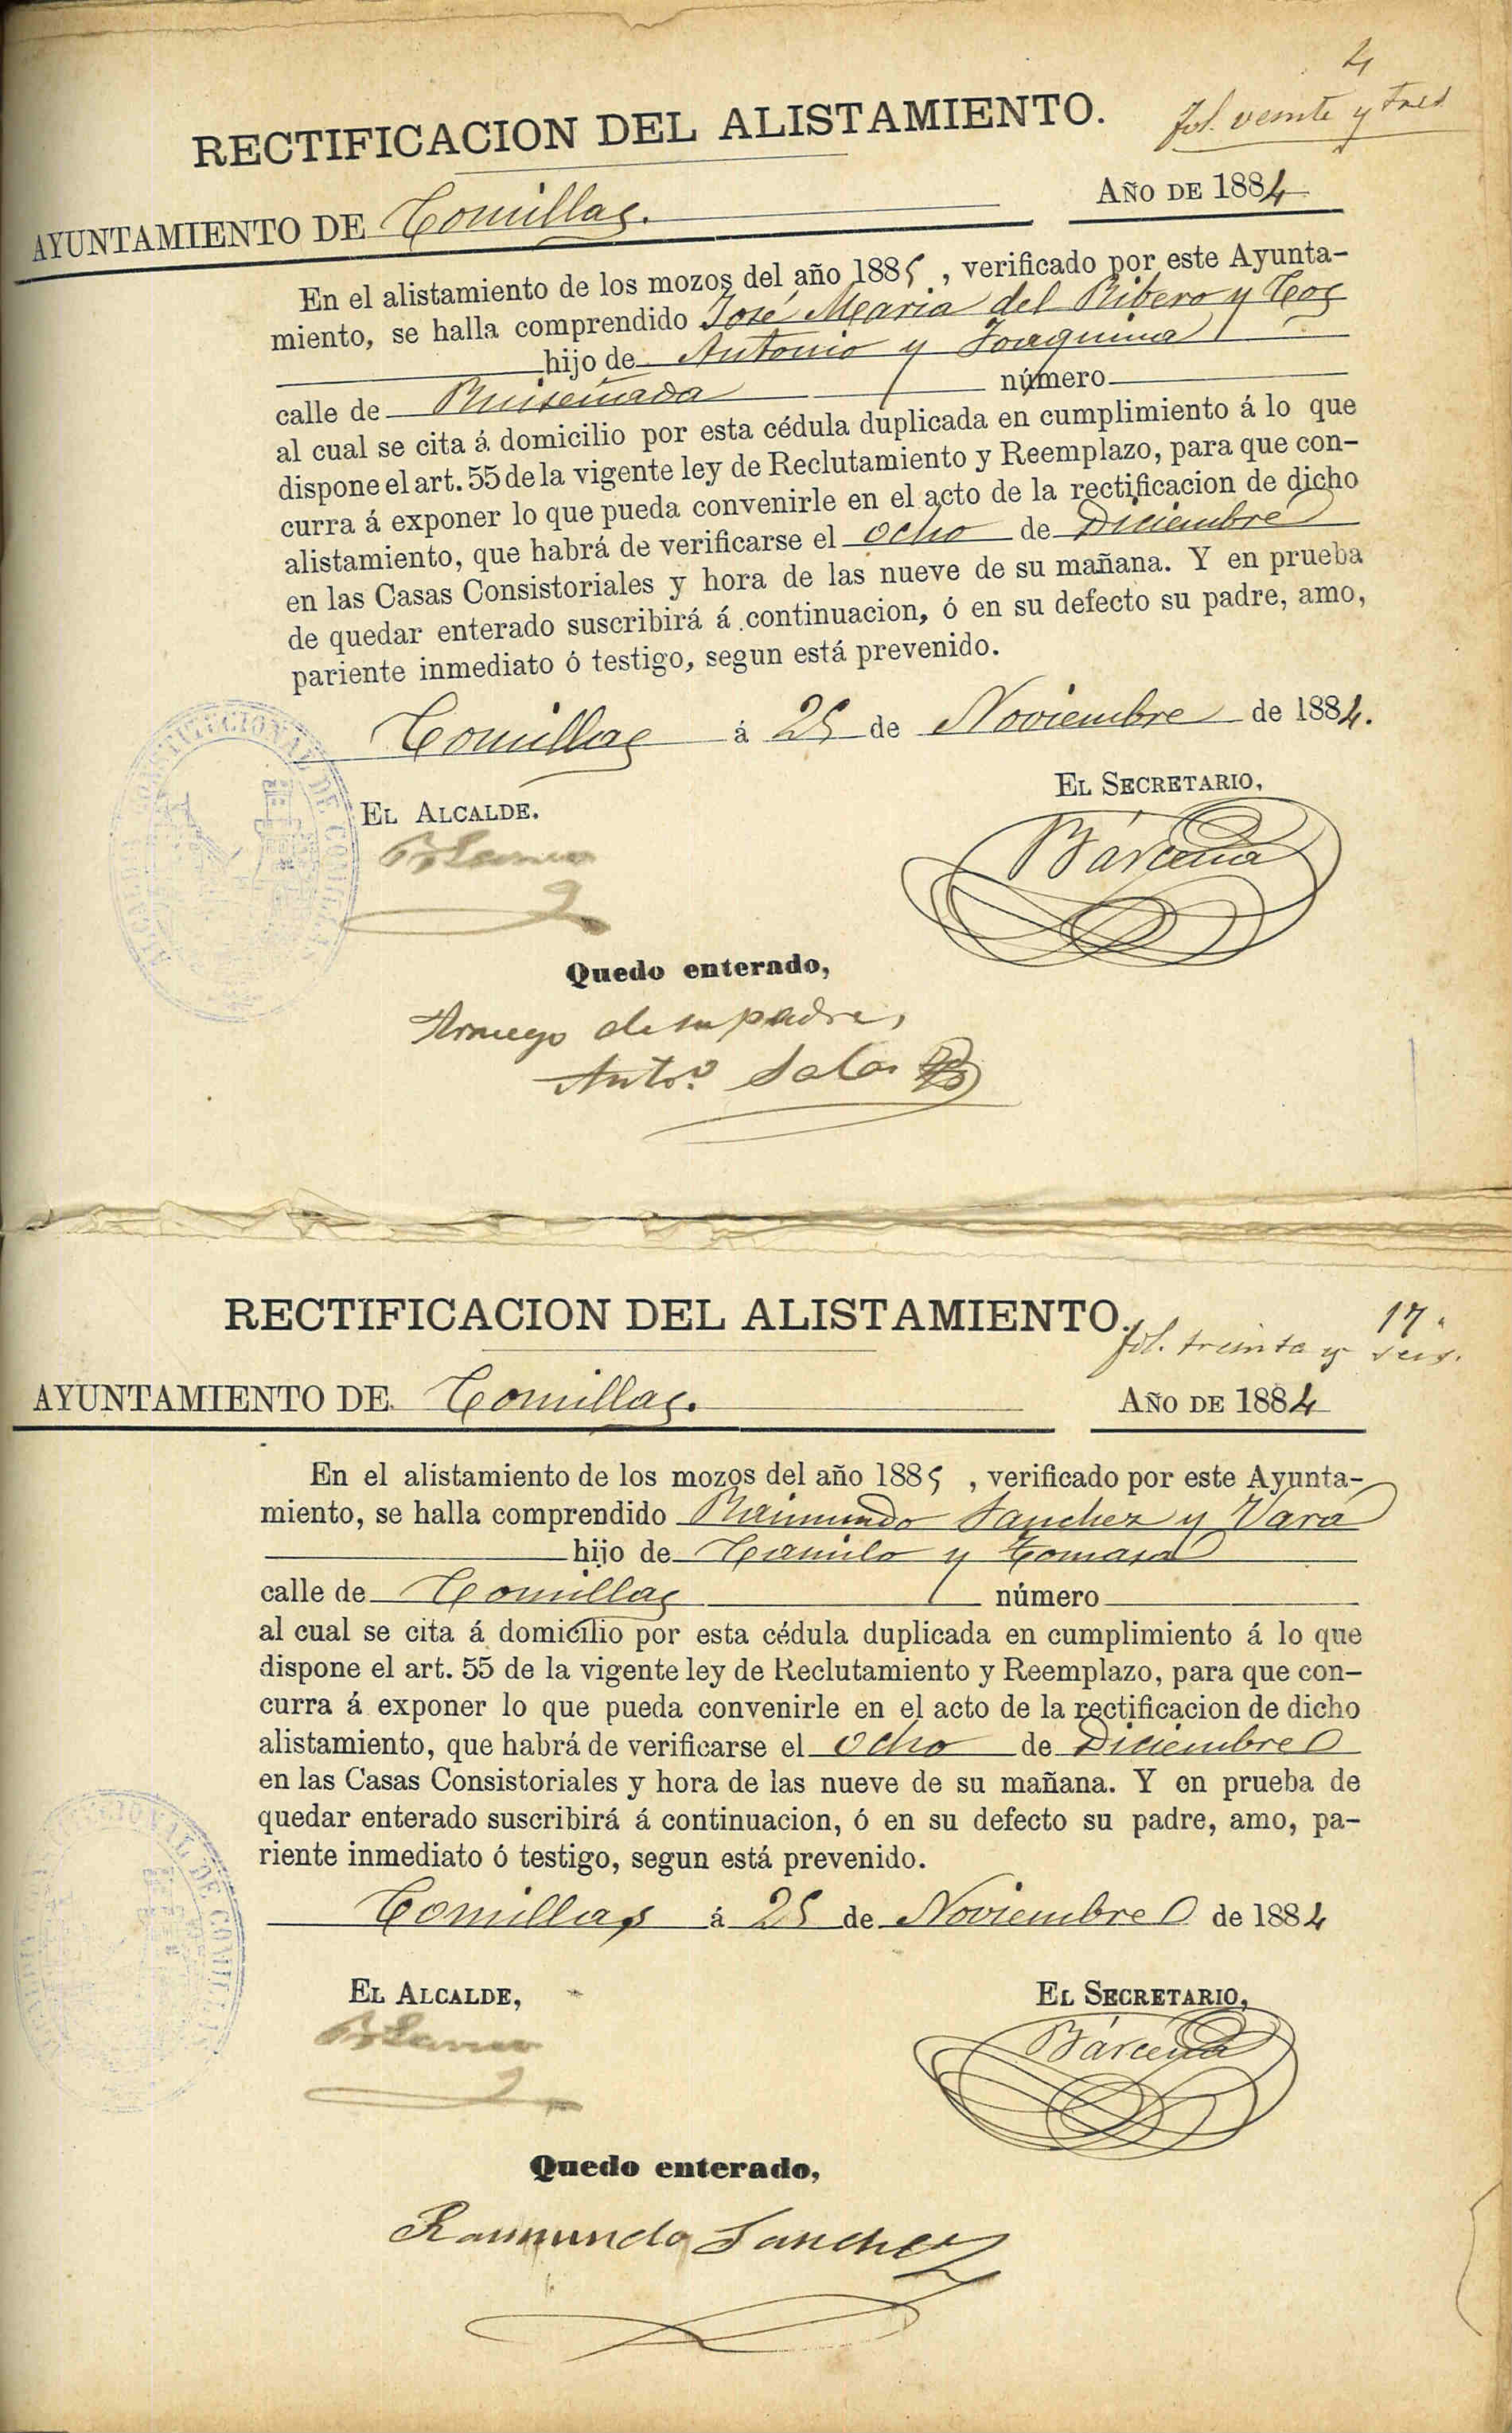 4
fol. veinte y tres
RECTIFICACION DEL ALISTAMIENTO.
AÑO DE 1884
AYUNTAMIENTO DE Comillas.
En el alistamiento de los mozos del año 1885, verificado por este Ayunta-
miento, se halla comprendido José Maria del Ribero y Cos
hijo de Antonio y Joaquina
calle de Ruiseñada número
al cual se cita á domicilio por esta cédula duplicada en cumplimiento á lo que
dispone el art. 55 de la vigente ley de Reclutamiento y Reemplazo, para que con-
curra á exponer lo que pueda convenirle en el acto de la rectificacion de dicho
alistamiento, que habrá de verificarse el ocho de Diciembre
en las Casas Consistoriales y hora de las nueve de su mañana. Y en prueba
de quedar enterado suscribirá á continuacion, ó en su defecto su padre, amo,
pariente inmediato ó testigo, segun está prevenido.
Comillas á 25 de Noviembre de 1884.
EL ALCALDE.
EL SECRETARIO,
Bárcena
Quedo enterado,
Arruego de su padre,
Anto.
RECTIFICACION DEL ALISTAMIENTO.
17.
fol. treinta y seis.
AYUNTAMIENTO DE Comillas.
AÑO DE 1884
En el alistamiento de los mozos del año 1885, verificado por este Ayunta-
miento, se halla comprendido Raimundo Sanchez y Vara
hijo de Camilo y Tomasa
calle de Comillas número
al cual se cita á domicilio por esta cédula duplicada en cumplimiento á lo que
dispone el art. 55 de la vigente ley de Reclutamiento y Reemplazo, para que con-
curra á exponer lo que pueda convenirle en el acto de la rectificacion de dicho
alistamiento, que habrá de verificarse el ocho de Diciembre
en las Casas Consistoriales y hora de las nueve de su mañana. Y en prueba de
quedar enterado suscribirá á continuacion, ó en su defecto su padre, amo, pa-
riente inmediato ó testigo, segun está prevenido.
Comillas á 25 de Noviembre de 1884
EL ALCALDE,
EL SECRETARIO,
Bárcena
Quedo enterado,
Raimundo Sanchez